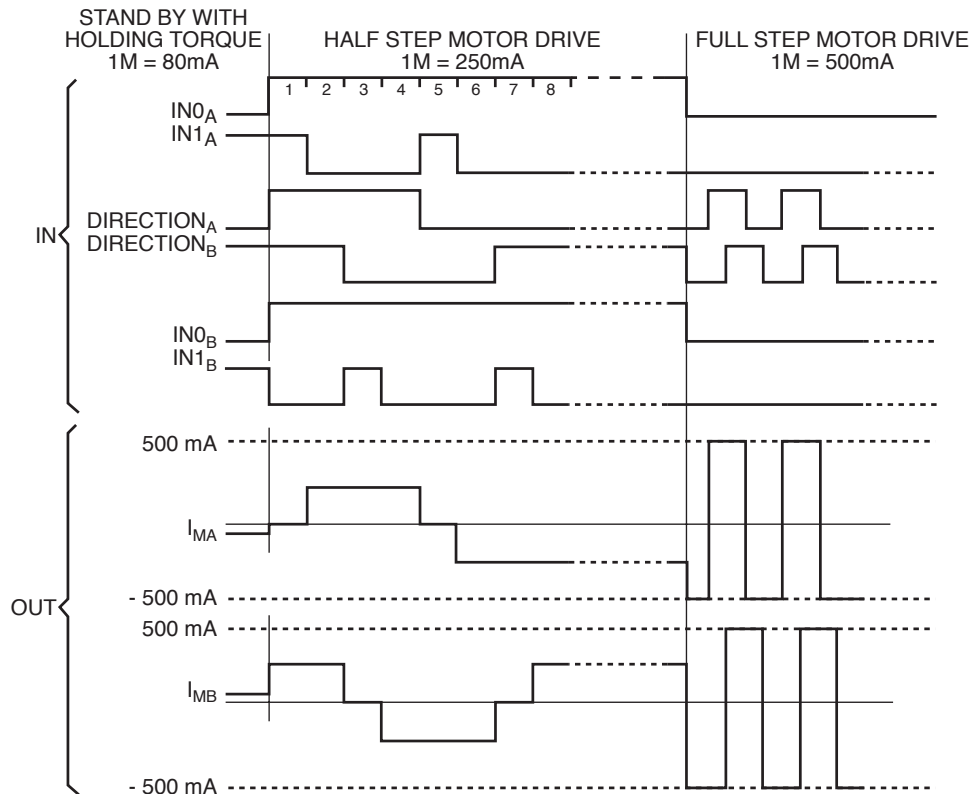 STAND BY WITH
HOLDING TORQUE
1M = 80mA
HALF STEP MOTOR DRIVE
1M = 250mA
FULL STEP MOTOR DRIVE
1M = 500mA
1 2 3 4 5 6 7 8
IN0A
IN1A
DIRECTIONA
IN
DIRECTIONB
IN0B
IN1B
500 mA
IMA
- 500 mA
OUT
500 mA
IMB
- 500 mA